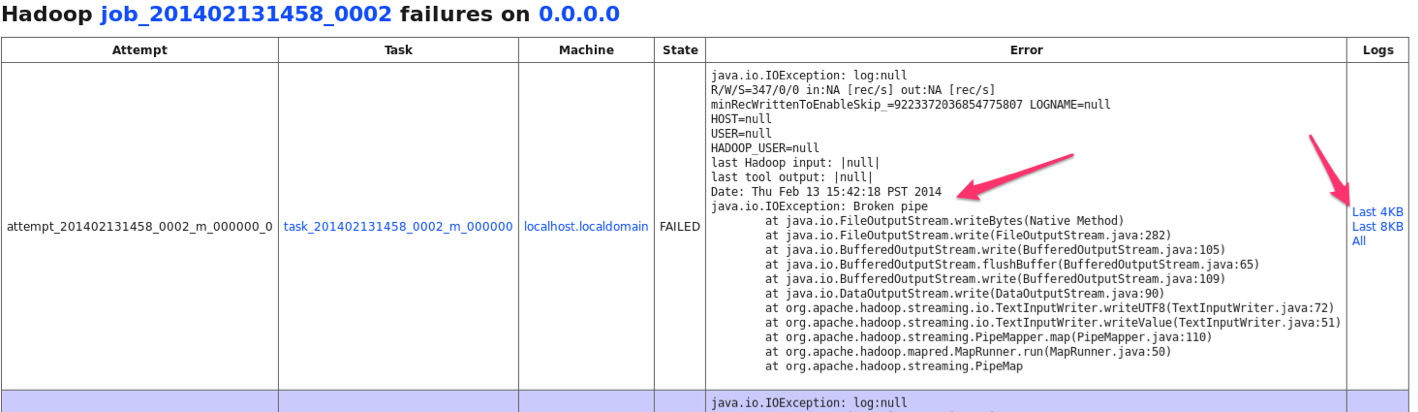 Hadoop job_201402131458_0002 failures on 0.0.0.0
Attempt Task Machine State Error Logs
java.io.IOException: log:null
R/W/S=347/0/0 in:NA [rec/s] out:NA [rec/s]
minRecWrittenToEnableSkip_=9223372036854775807 LOGNAME=null
HOST=null
USER=null
HADOOP_USER=null
last Hadoop input: |null|
last tool output: |null|
Date: Thu Feb 13 15:42:18 PST 2014
java.io.IOException: Broken pipe
at java.io.FileOutputStream.writeBytes(Native Method)
at java.io.FileOutputStream.write(FileOutputStream.java:282)
at java.io.BufferedOutputStream.write(BufferedOutputStream.java:105)
at java.io.BufferedOutputStream.flushBuffer(BufferedOutputStream.java:65)
at java.io.BufferedOutputStream.write(BufferedOutputStream.java:109)
at java.io.DataOutputStream.write(DataOutputStream.java:90)
at org.apache.hadoop.streaming.io.TextInputWriter.writeUTF8(TextInputWriter.java:72)
at org.apache.hadoop.streaming.io.TextInputWriter.writeValue(TextInputWriter.java:51)
at org.apache.hadoop.streaming.PipeMapper.map(PipeMapper.java:110)
at org.apache.hadoop.mapred.MapRunner.run(MapRunner.java:50)
at org.apache.hadoop.streaming.PipeMap
attempt_201402131458_0002_m_000000_0 task_201402131458_0002_m_000000 localhost.localdomain FAILED
Last 4KB
Last 8KB
All
java.io.IOException: log:null